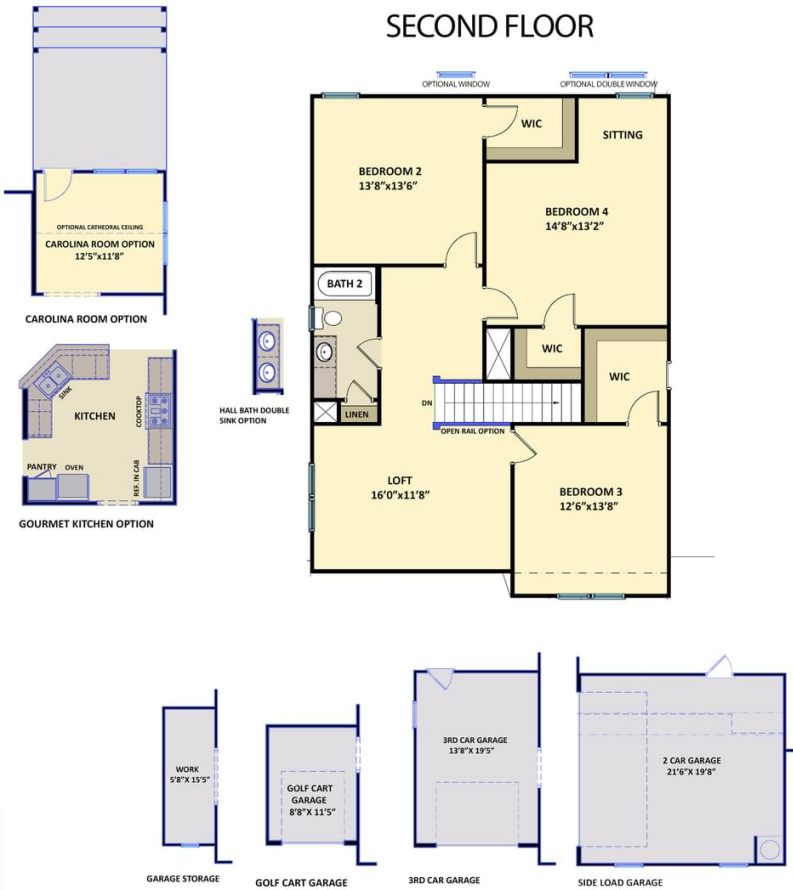 SECOND FLOOR
OPTIONAL WINDOW
OPTIONAL DOUBLE WINDOW
WIC
SITTING
BEDROOM 2
13'8"x13'6"
BEDROOM 4
14'8"x13'2"
BATH 2
WIC
WIC
LINEN
DN
OPEN RAIL OPTION
LOFT
16'0"x11'8"
BEDROOM 3
12'6"x13'8"
OPTIONAL CATHEDRAL CEILING
CAROLINA ROOM OPTION
12'5"x11'8"
CAROLINA ROOM OPTION
SINK
KITCHEN
COOKTOP
PANTRY
OVEN
REF. IN CAB
GOURMET KITCHEN OPTION
HALL BATH DOUBLE
SINK OPTION
WORK
5'8"X 15'5"
GARAGE STORAGE
GOLF CART
GARAGE
8'8"X 11'5"
GOLF CART GARAGE
3RD CAR GARAGE
13'8"X 19'5"
3RD CAR GARAGE
2 CAR GARAGE
21'6"X 19'8"
SIDE LOAD GARAGE